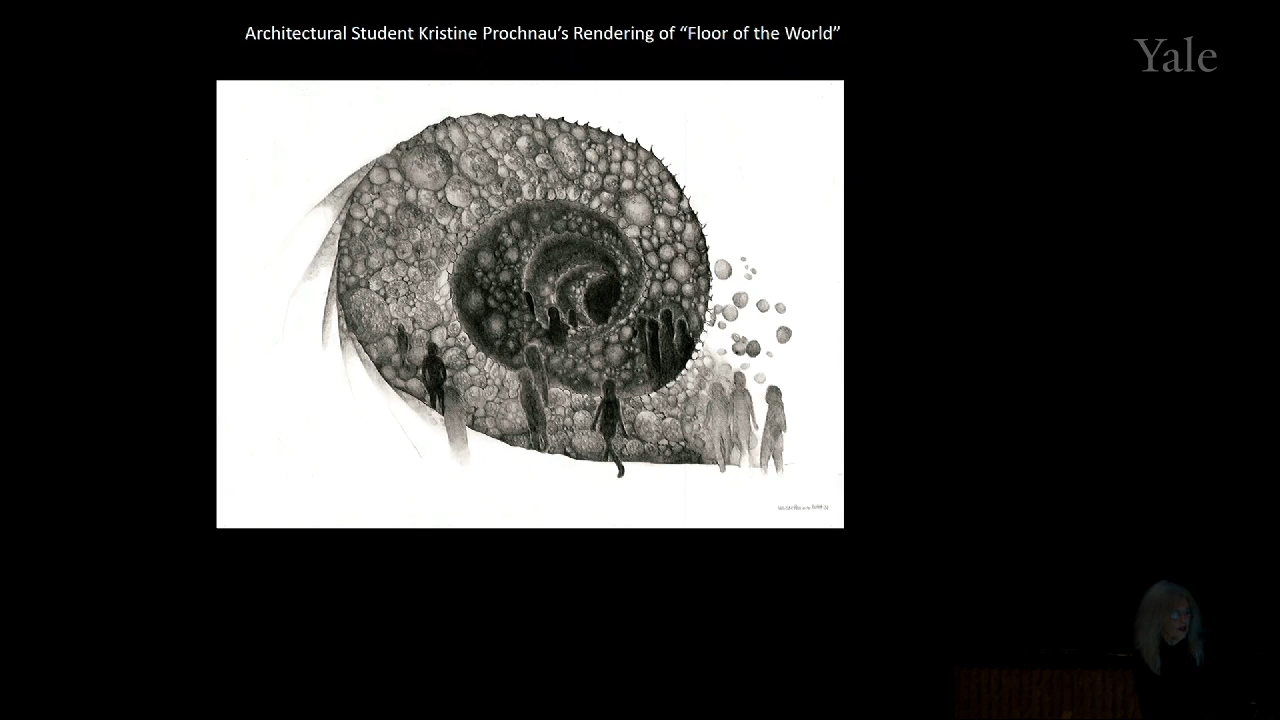 Architectural Student Kristine Prochnau’s Rendering of “Floor of the World”
Yale